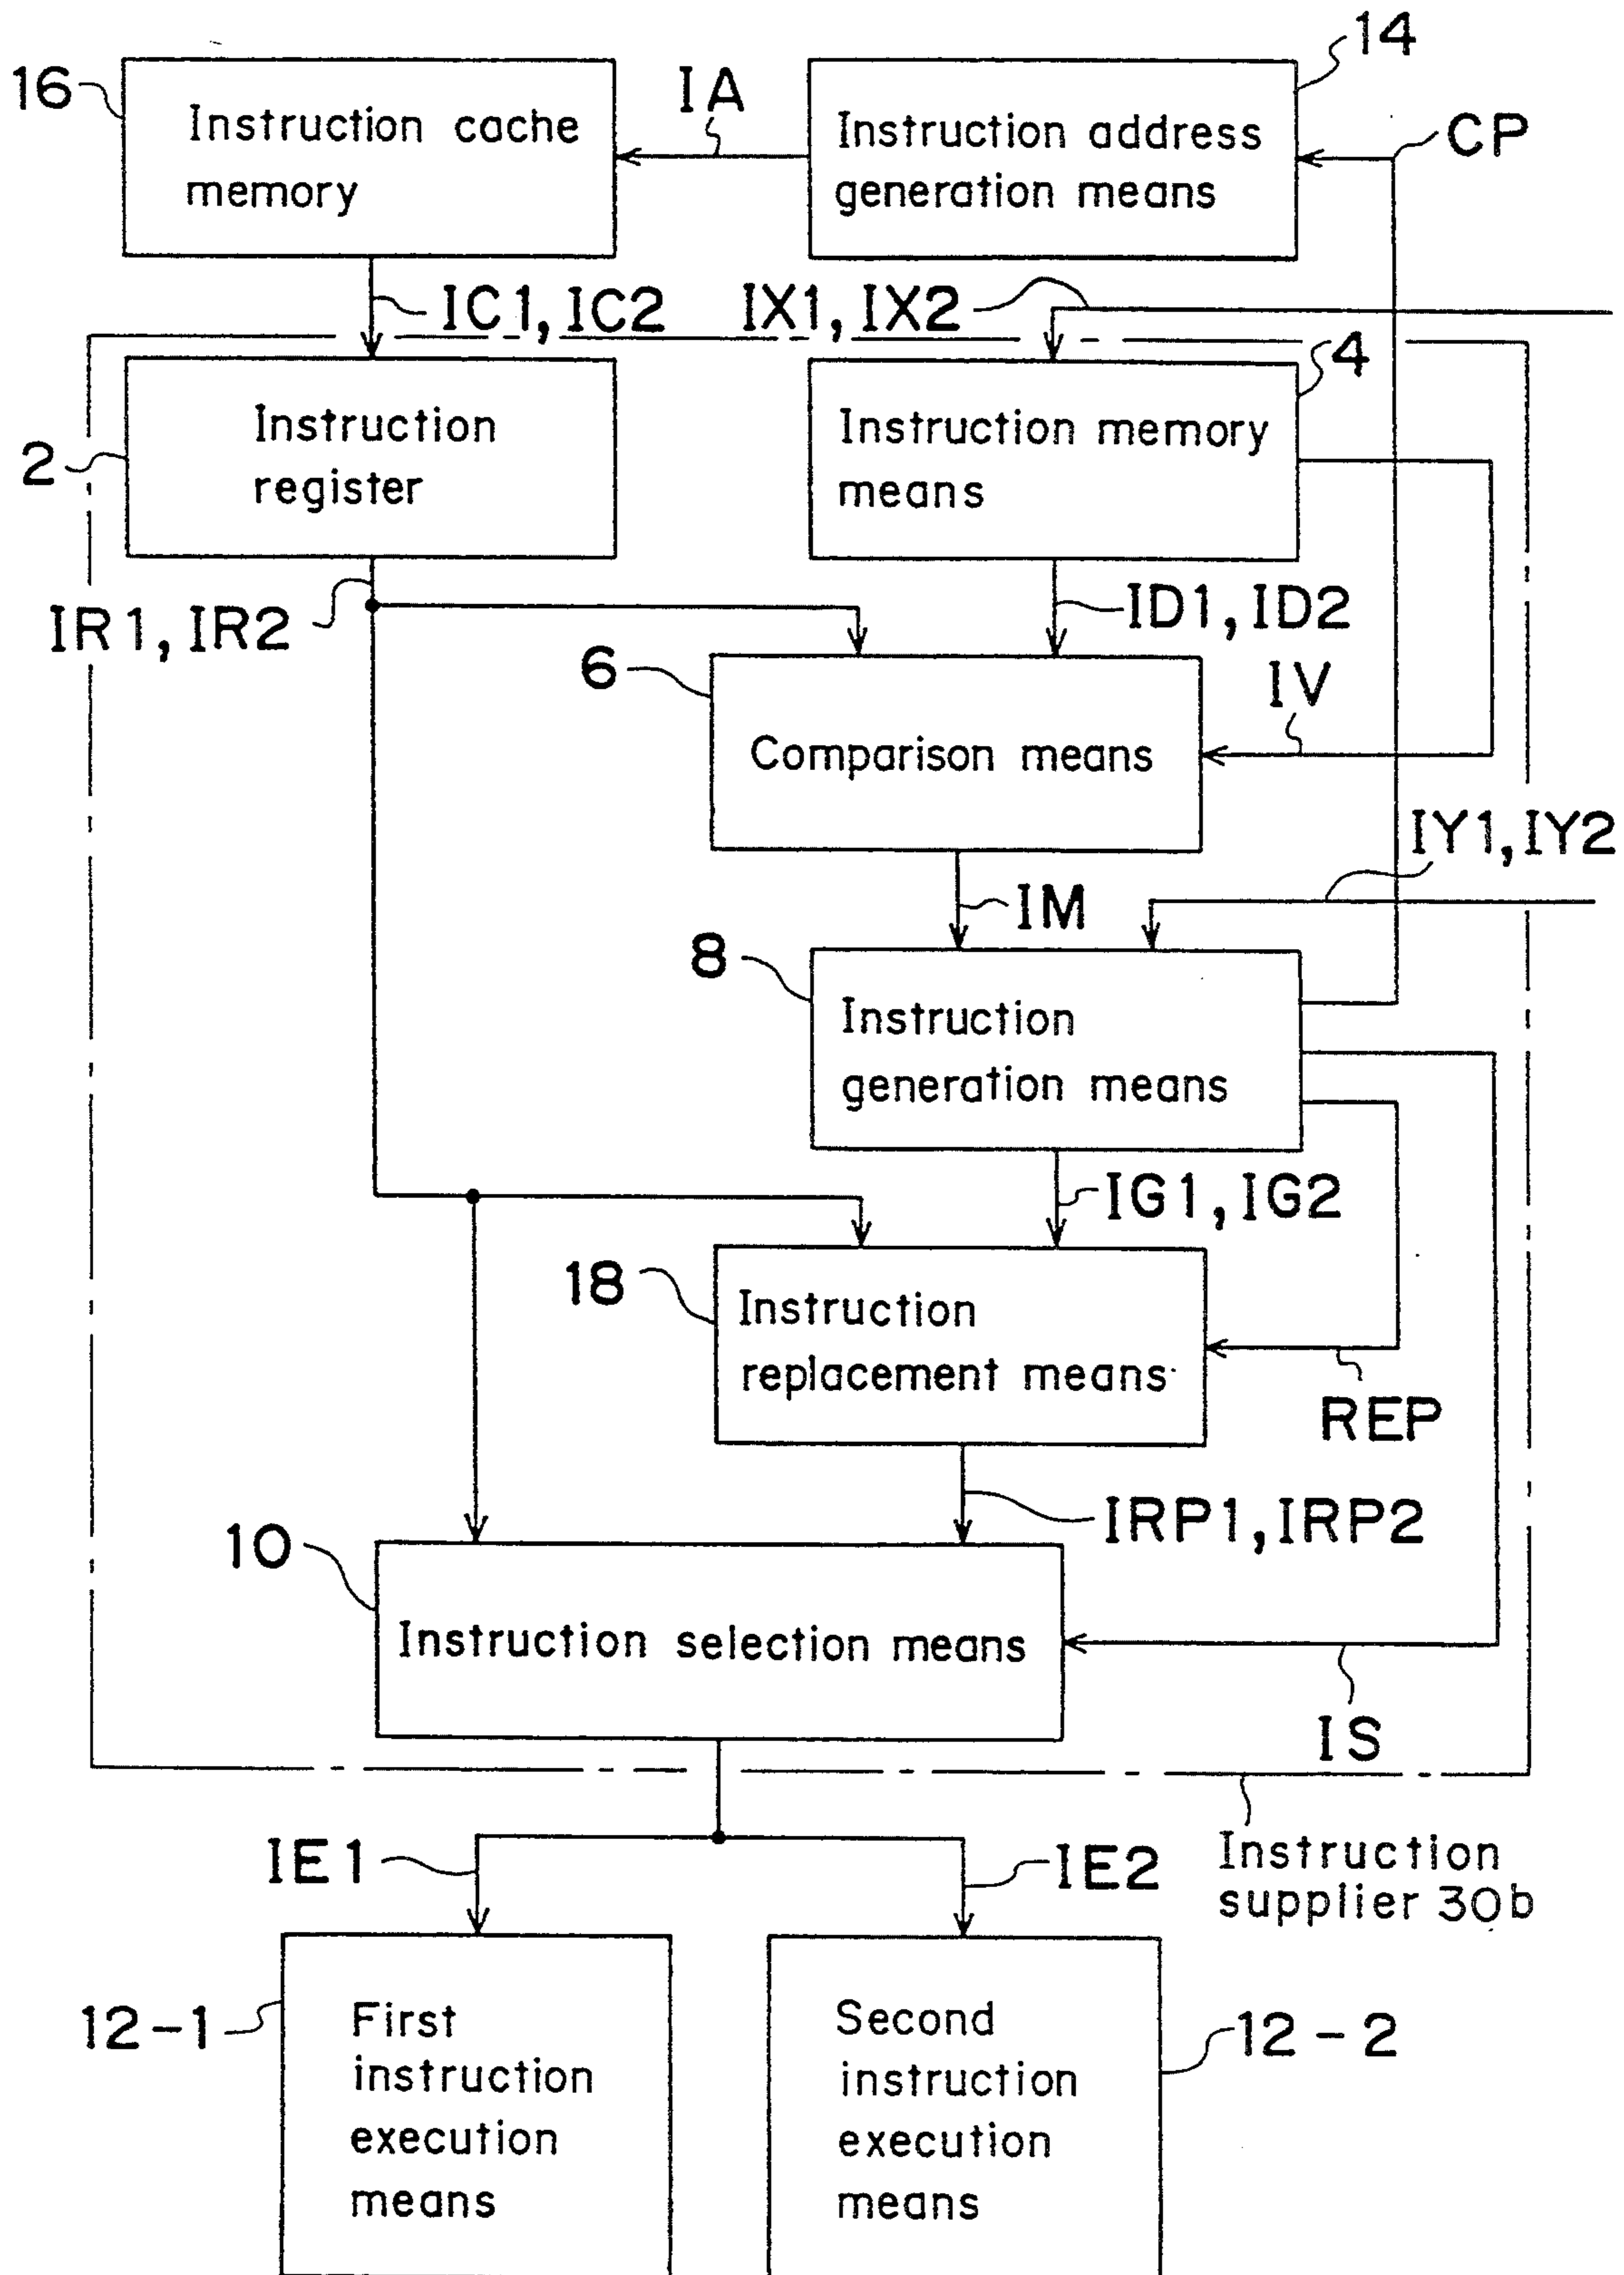 14
16
Instruction cache
memory
IA
Instruction address
generation means
CP
IC1, IC2
IX1, IX2
4
2
Instruction
register
Instruction memory
means
IR1, IR2
ID1, ID2
6
IV
Comparison means
IY1, IY2
IM
8
Instruction
generation means
IG1, IG2
18
Instruction
replacement means
REP
IRP1, IRP2
10
Instruction selection means
IS
IE1
IE2
Instruction
supplier 30b
12-1
First
instruction
execution
means
Second
instruction
execution
means
12-2